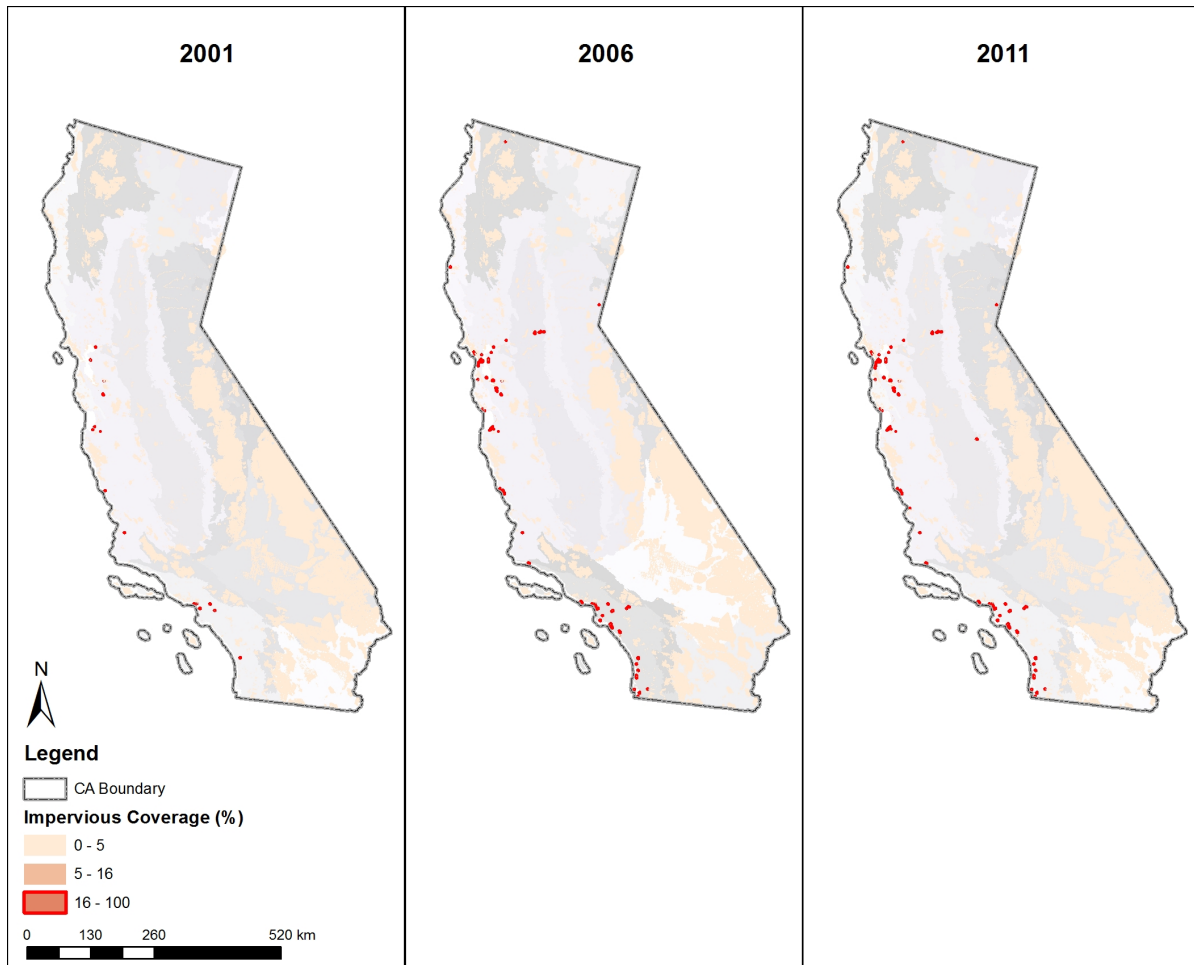 2001
2006
2011
N
Legend
CA Boundary
Impervious Coverage (%)
0 - 5
5 - 16
16 - 100
0 130 260 520 km